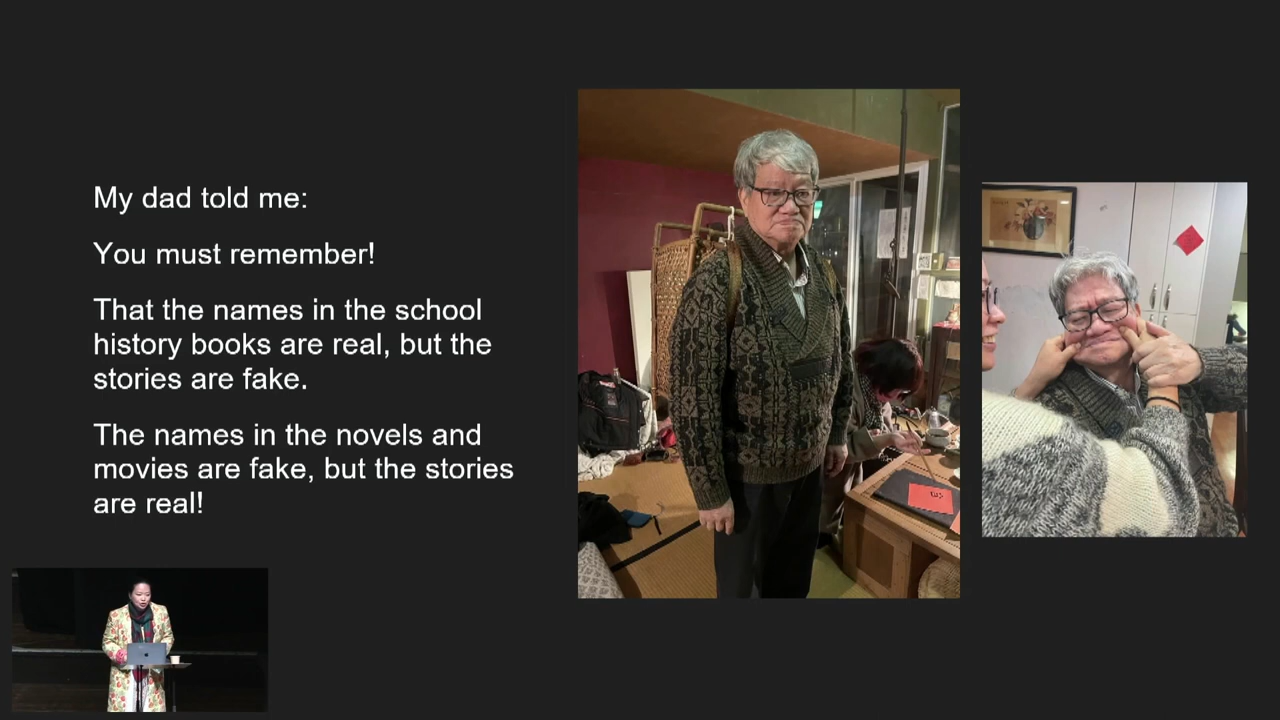 My dad told me:
You must remember!
That the names in the school
history books are real, but the
stories are fake.
The names in the novels and
movies are fake, but the stories
are real!